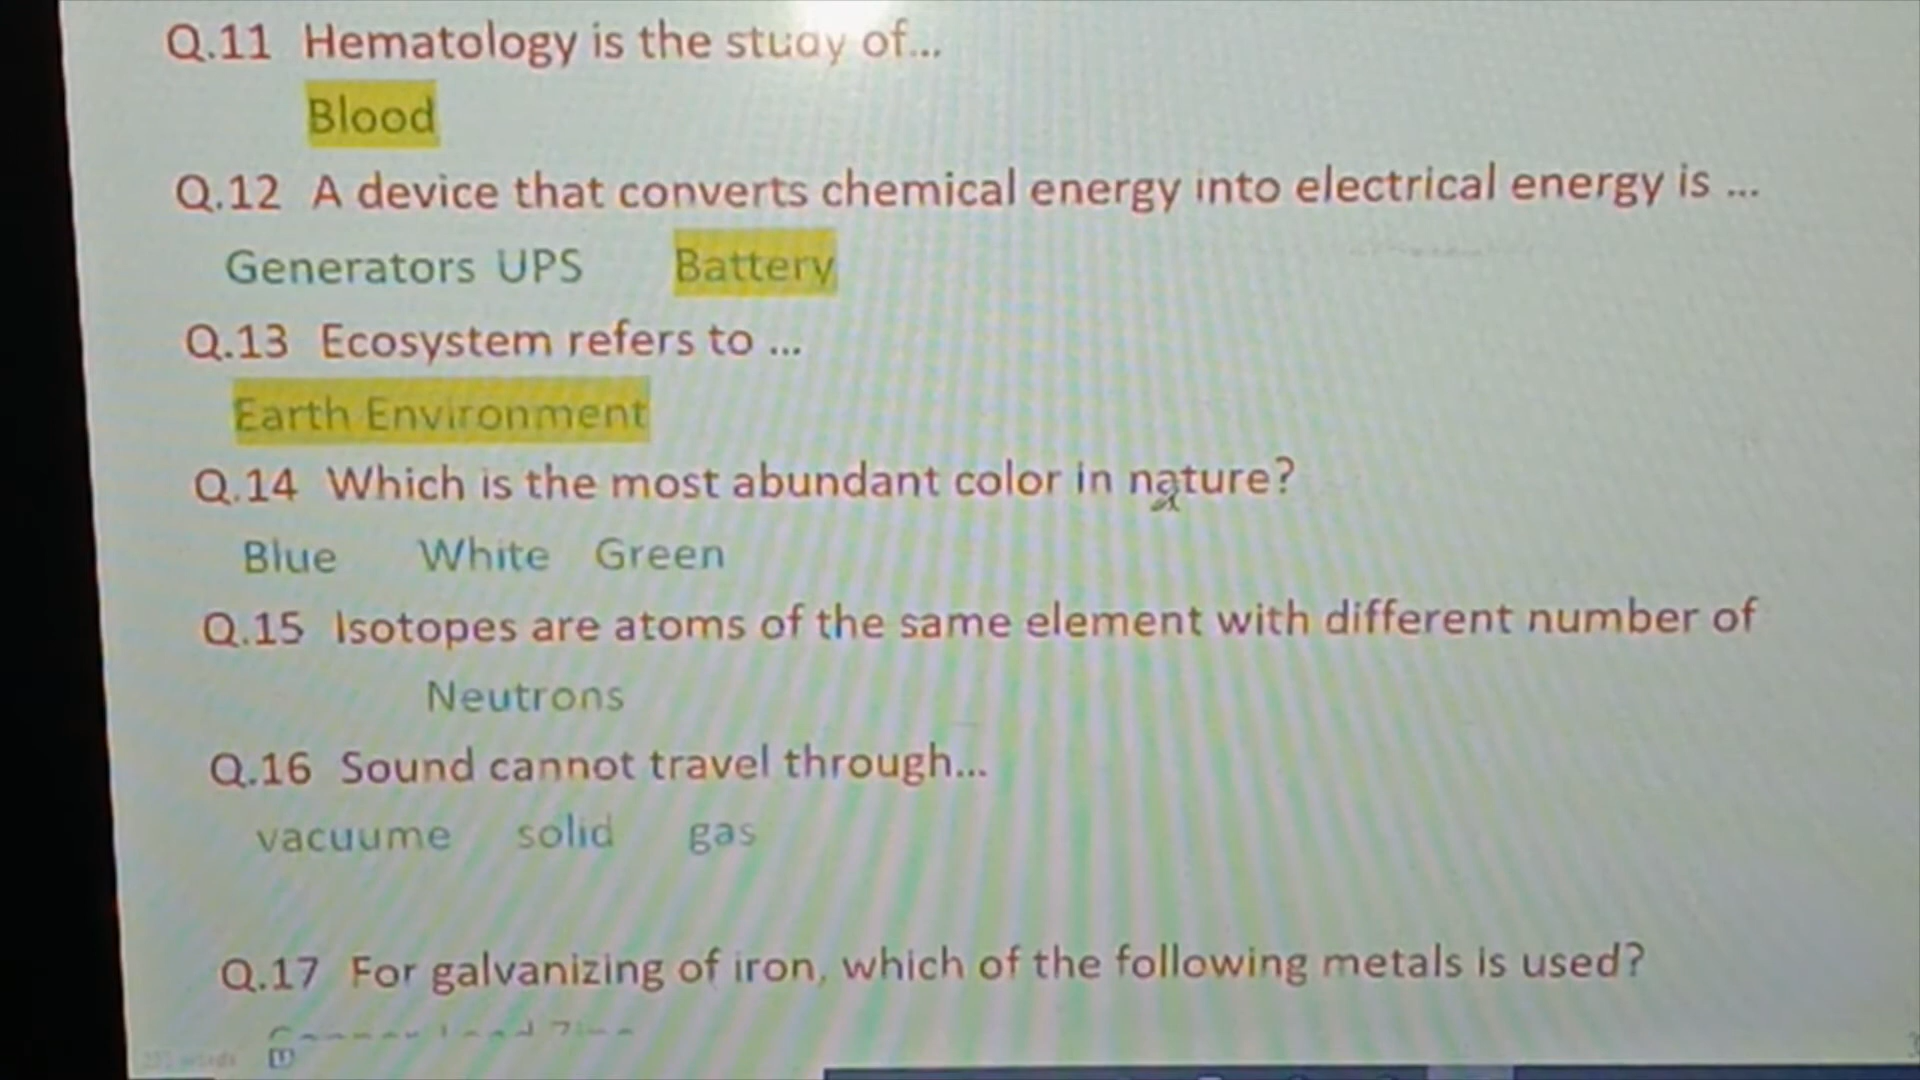 Q.11 Hematology is the study of...
Blood
Q.12 A device that converts chemical energy into electrical energy is ...
Generators UPS Battery
Q.13 Ecosystem refers to ...
Earth Environment
Q.14 Which is the most abundant color in nature?
Blue White Green
Q.15 Isotopes are atoms of the same element with different number of
Neutrons
Q.16 Sound cannot travel through...
vacuume solid gas
Q.17 For galvanizing of iron, which of the following metals is used?